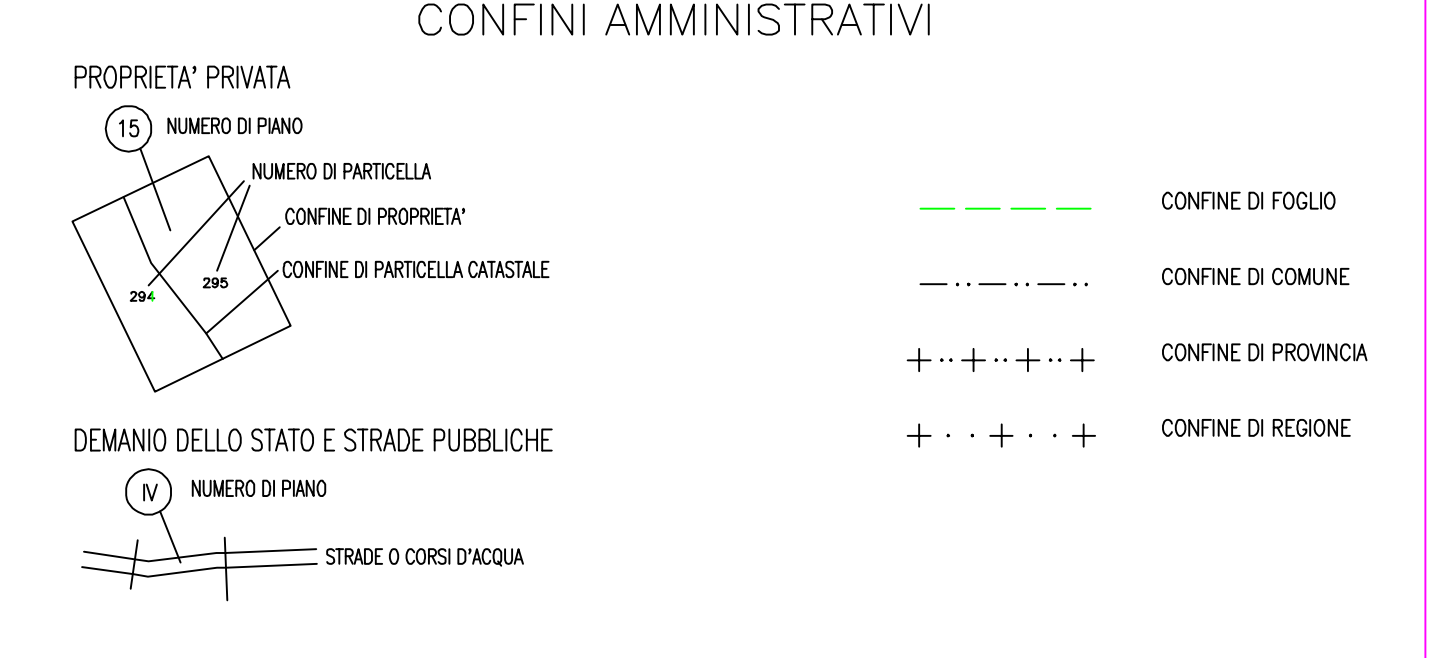 CONFINI AMMINISTRATIVI
PROPRIETA' PRIVATA
15 NUMERO DI PIANO
NUMERO DI PARTICELLA
CONFINE DI PROPRIETA'
CONFINE DI PARTICELLA CATASTALE
294
295
DEMANIO DELLO STATO E STRADE PUBBLICHE
IV NUMERO DI PIANO
STRADE O CORSI D'ACQUA
CONFINE DI FOGLIO
CONFINE DI COMUNE
CONFINE DI PROVINCIA
CONFINE DI REGIONE